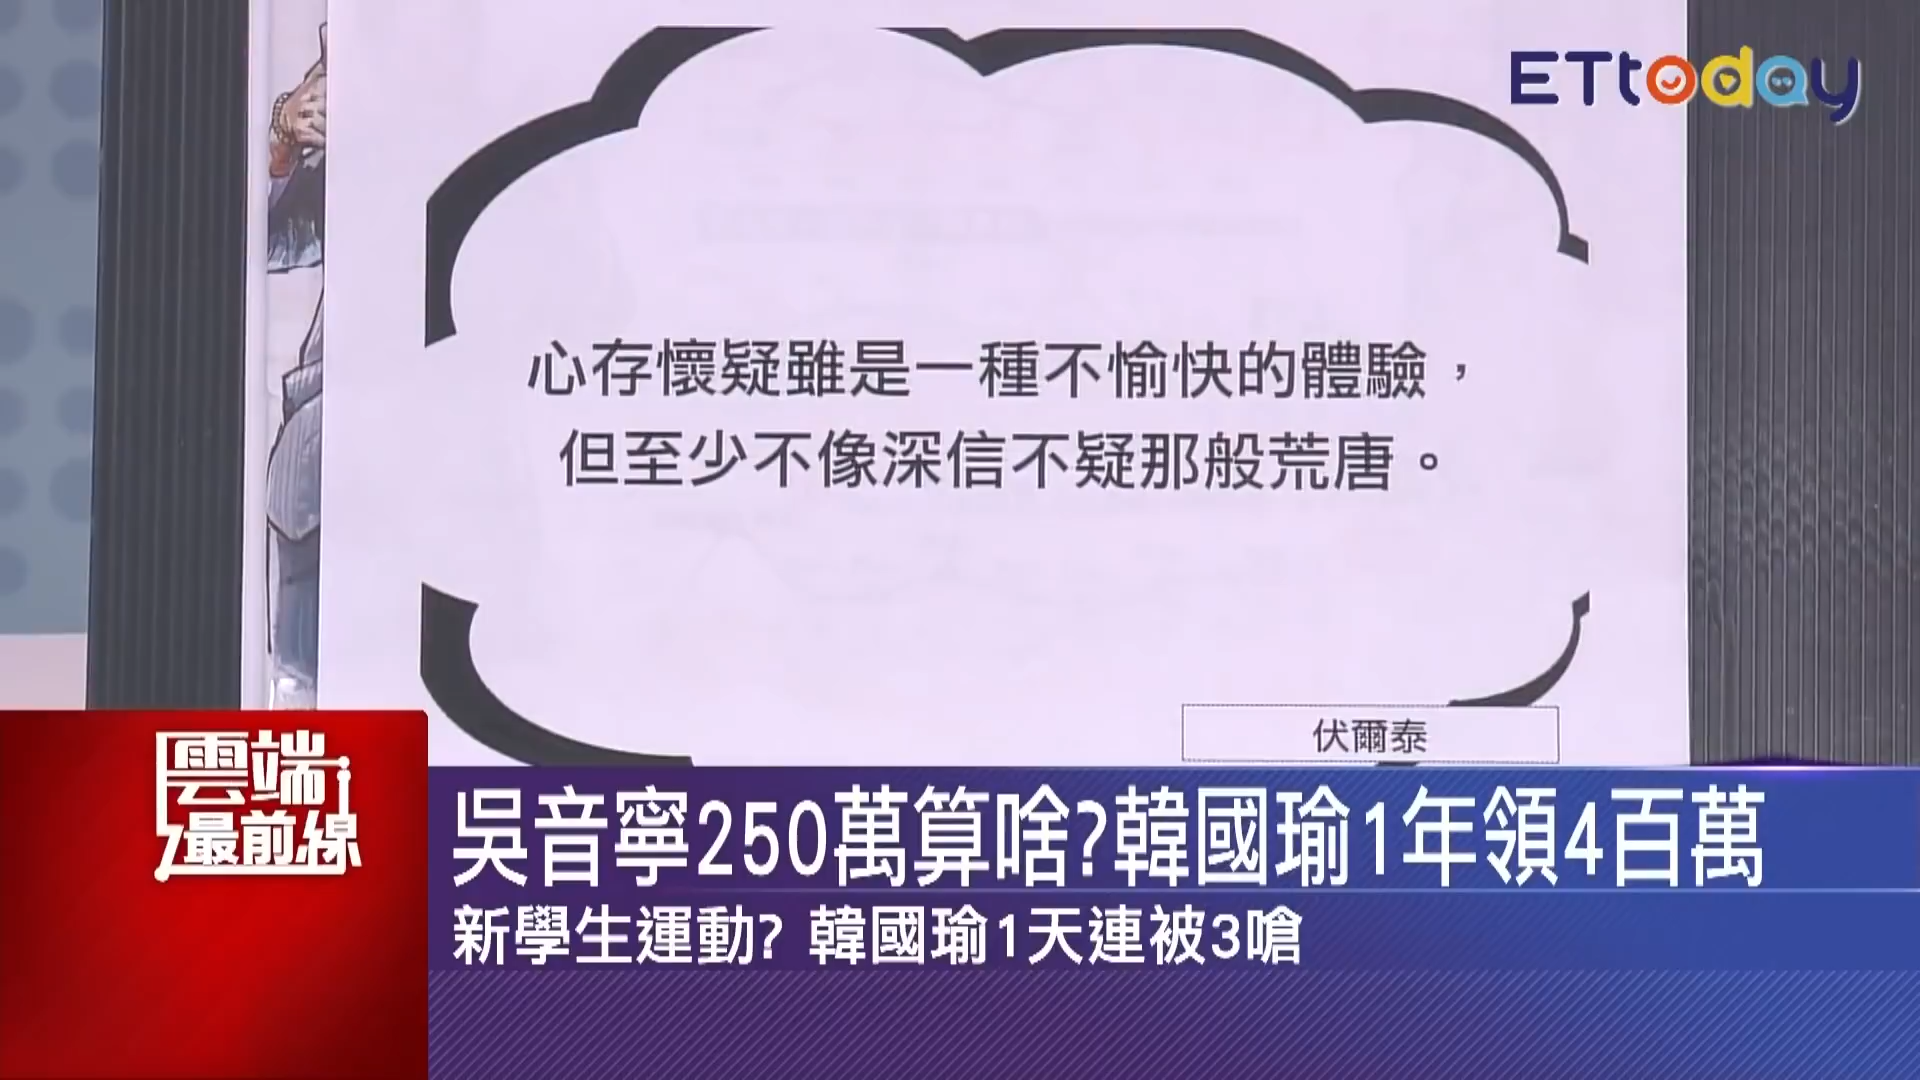 ETtoday
心存懷疑雖是一種不愉快的體驗，
但至少不像深信不疑那般荒唐。
伏爾泰
雲端
最前線
吳音寧250萬算啥?韓國瑜1年領4百萬
新學生運動? 韓國瑜1天連被3嗆